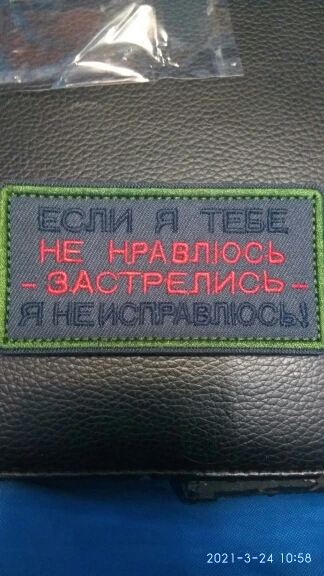 ЕСЛИ Я ТЕБЕ
НЕ НРАВЛЮСЬ
- ЗАСТРЕЛИСЬ -
Я НЕ ИСПРАВЛЮСЬ!
2021-3-24 10:58